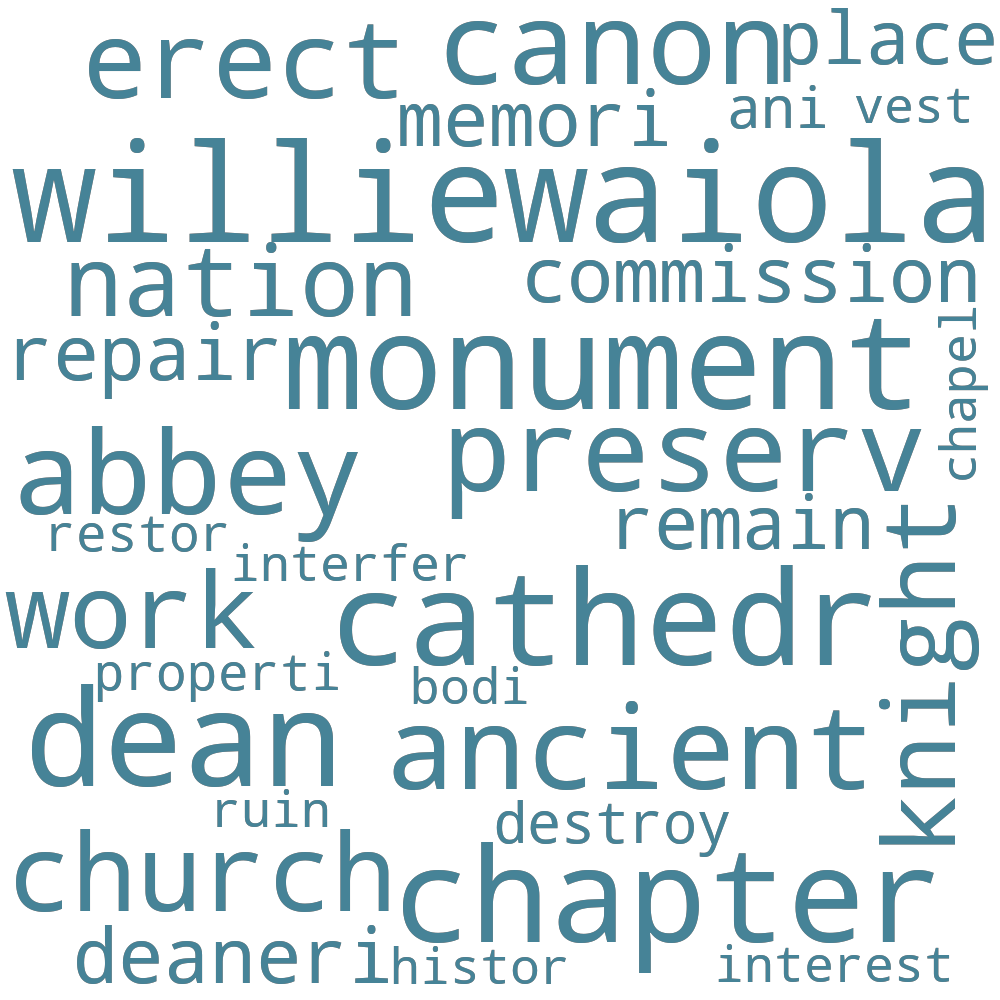 erect canon place
memori ani vest
williewaiola
nation commission
repair monument chapel
abbey preserv
restor remain
interfer knight
work cathedr
properti bodi
dean ancient
ruin destroy
church chapter
deaneri histor interest